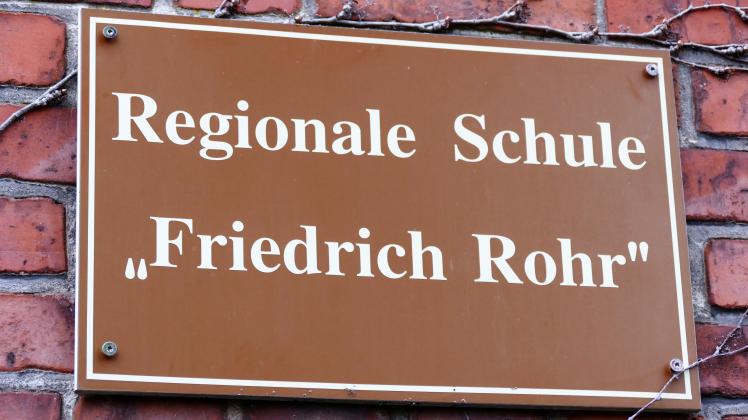 Regionale Schule
„Friedrich Rohr"